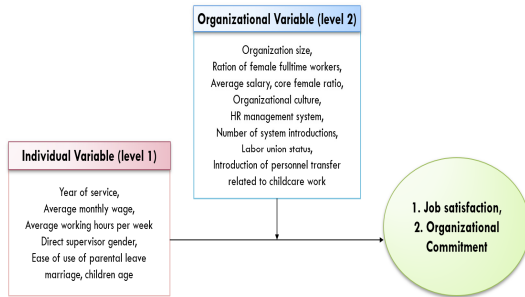 Organizational Variable (level 2)
Organization size,
Ration of female fulltime workers,
Average salary, core female ratio,
Organizational culture,
HR management system,
Number of system introductions,
Labor union status,
Introduction of personnel transfer
related to childcare work
Individual Variable (level 1)
Year of service,
Average monthly wage,
Average working hours per week
Direct supervisor gender,
Ease of use of parental leave
marriage, children age
1. Job satisfaction,
2. Organizational
Commitment